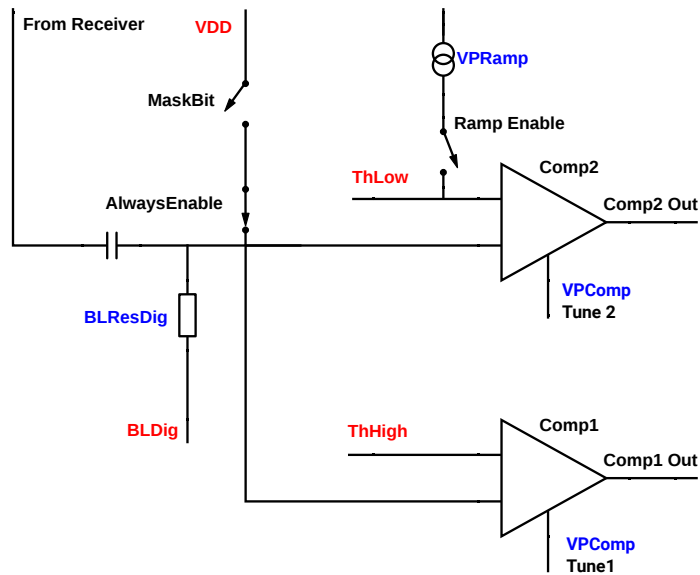 From Receiver
VDD
VPRamp
MaskBit
Ramp Enable
Comp2
ThLow
AlwaysEnable
Comp2 Out
VPComp
Tune 2
BLResDig
BLDig
ThHigh
Comp1
Comp1 Out
VPComp
Tune1